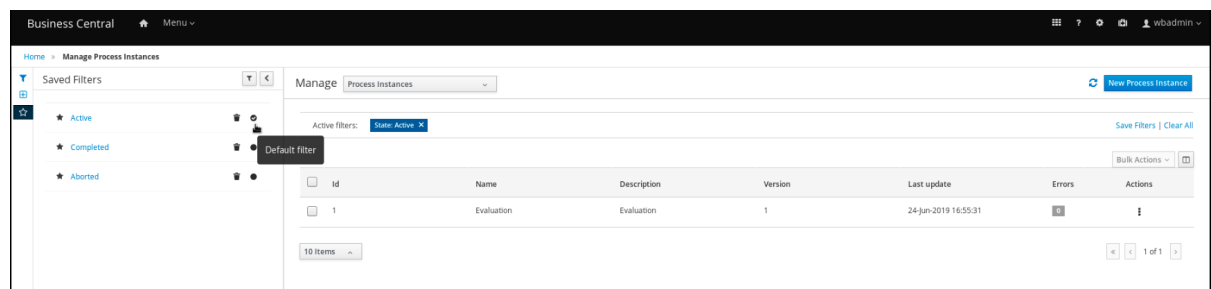 Business Central Menu ? wbadmin
Home » Manage Process Instances
Saved Filters
Active
Completed
Aborted
Default filter
Manage Process Instances New Process Instance
Active filters: State: Active X Save Filters | Clear All
Bulk Actions
Id Name Description Version Last update Errors Actions
1 Evaluation Evaluation 1 24-Jun-2019 16:55:31 0
10 Items « < 1 of 1 >